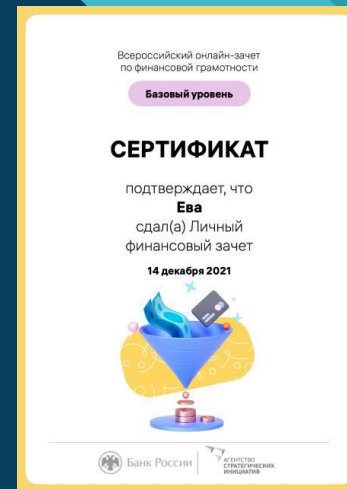 Всероссийский онлайн-зачет
по финансовой грамотности
Базовый уровень
СЕРТИФИКАТ
подтверждает, что
Ева
сдал(а) Личный
финансовый зачет
14 декабря 2021
Банк России
АГЕНТСТВО
СТРАТЕГИЧЕСКИХ
ИНИЦИАТИВ